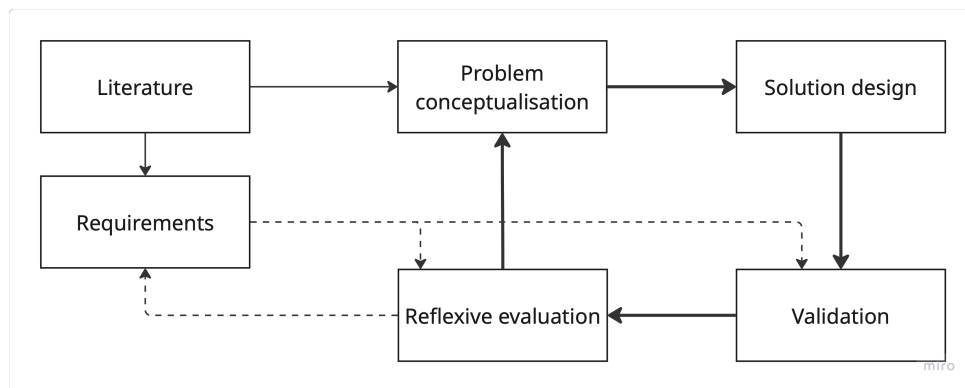 Literature
Problem
conceptualisation
Solution design
Requirements
Reflexive evaluation
Validation
miro